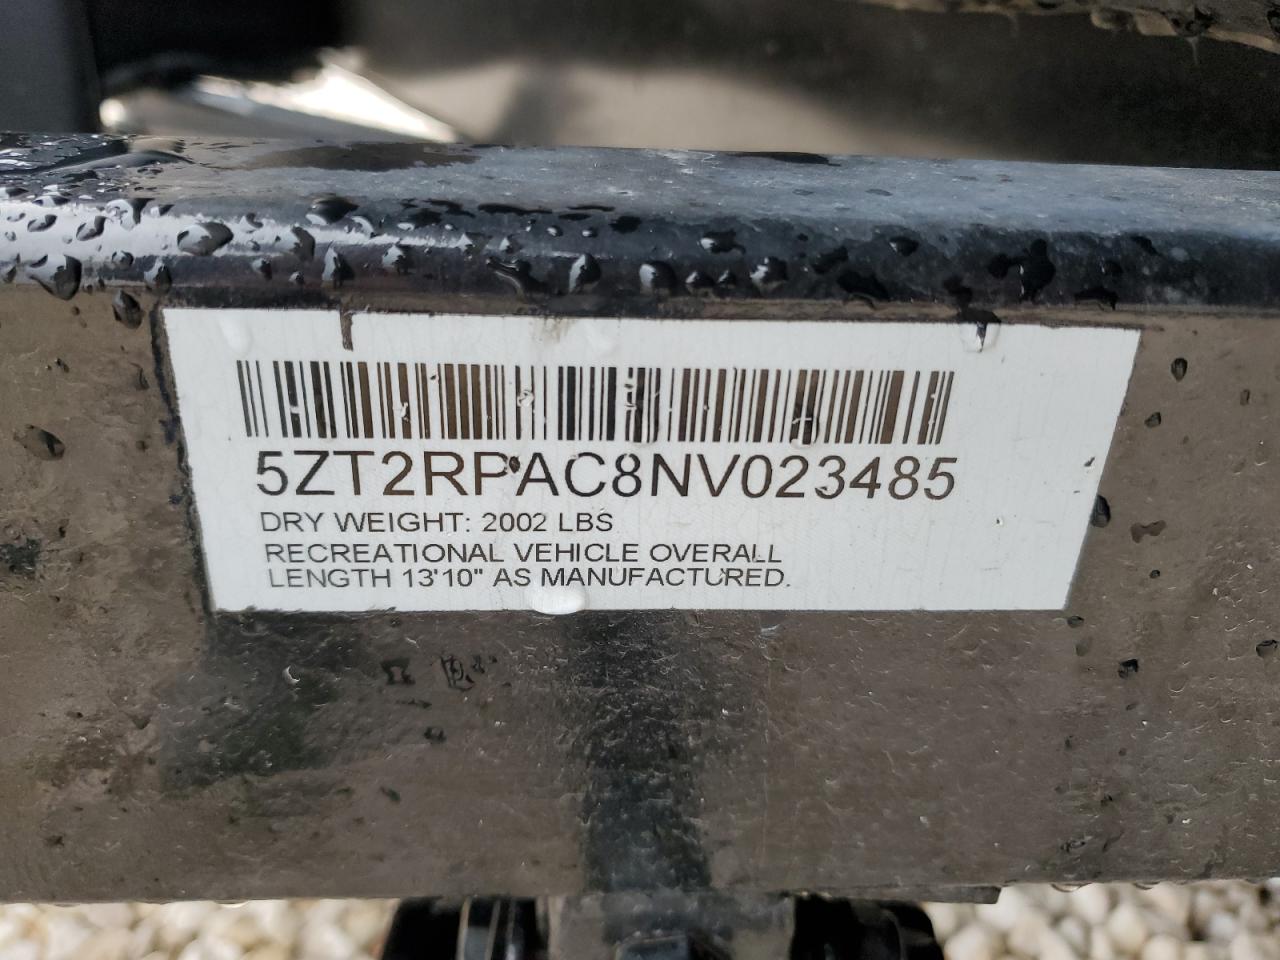 5ZT2RPAC8NV023485
DRY WEIGHT: 2002 LBS
RECREATIONAL VEHICLE OVERALL
LENGTH 13'10" AS MANUFACTURED.